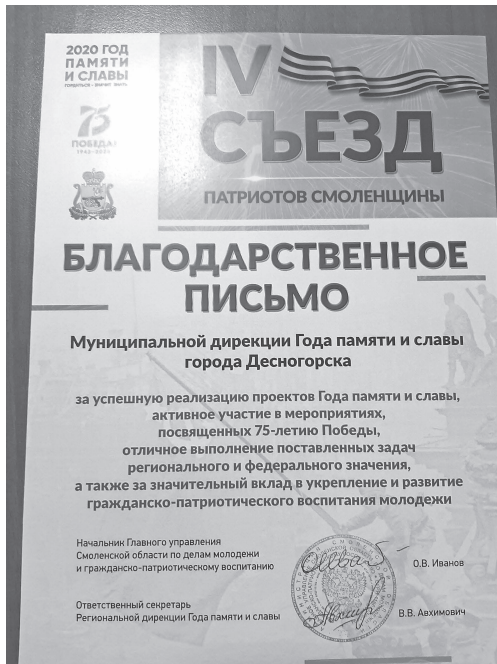 2020 ГОД
ПАМЯТИ
И СЛАВЫ
75
ПОБЕДА!
1945-2020
IV
СЪЕЗД
ПАТРИОТОВ СМОЛЕНЩИНЫ
БЛАГОДАРСТВЕННОЕ
ПИСЬМО
Муниципальной дирекции Года памяти и славы
города Десногорска
за успешную реализацию проектов Года памяти и славы,
активное участие в мероприятиях,
посвященных 75-летию Победы,
отличное выполнение поставленных задач
регионального и федерального значения,
а также за значительный вклад в укрепление и развитие
гражданско-патриотического воспитания молодежи
Начальник Главного управления
Смоленской области по делам молодежи
и гражданско-патриотическому воспитанию
О.В. Иванов
Ответственный секретарь
Региональной дирекции Года памяти и славы
В.В. Авхимович